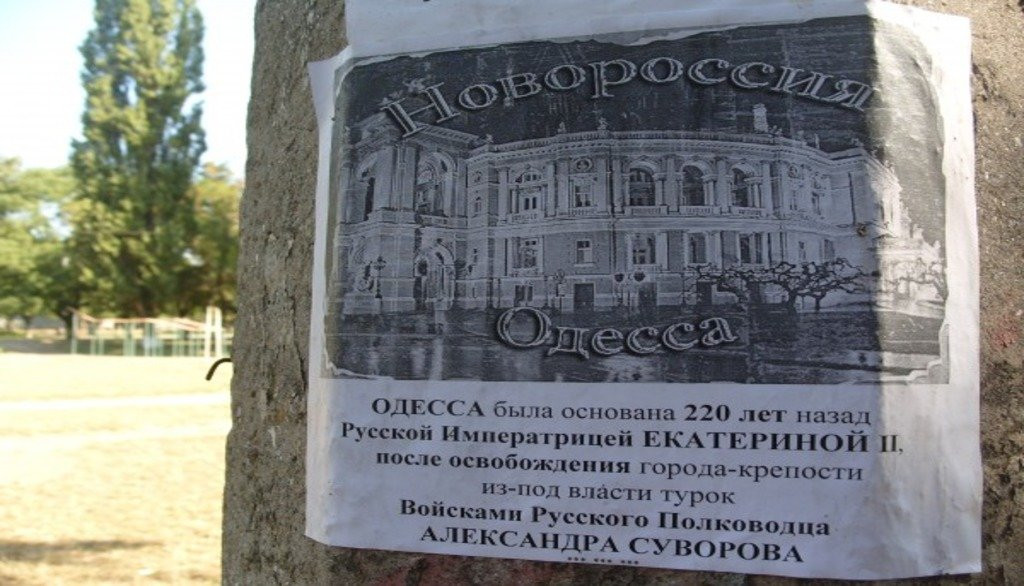 Новороссия
Одесса
ОДЕССА была основана 220 лет назад
Русской Императрицей ЕКАТЕРИНОЙ II,
после освобождения города-крепости
из-под власти турок
Войсками Русского Полководца
АЛЕКСАНДРА СУВОРОВА
... ... ...